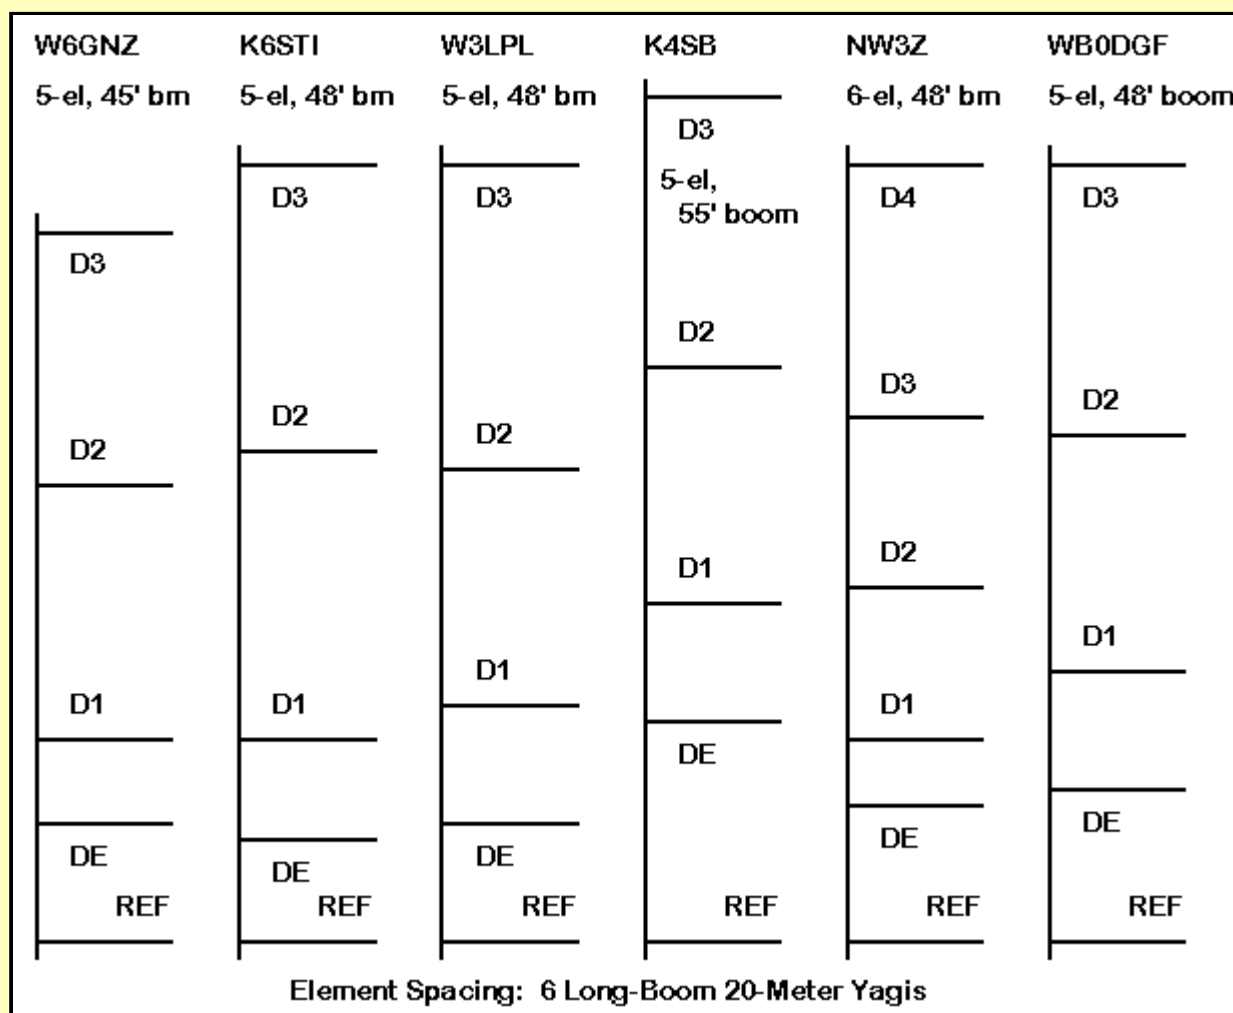 W6GNZ
5-el, 45' bm
D3
D2
D1
DE
REF
K6STI
5-el, 48' bm
D3
D2
D1
DE
REF
W3LPL
5-el, 48' bm
D3
D2
D1
DE
REF
K4SB
D3
5-el,
55' boom
D2
D1
DE
REF
NW3Z
6-el, 48' bm
D4
D3
D2
D1
DE
REF
WB0DGF
5-el, 48' boom
D3
D2
D1
DE
REF
Element Spacing: 6 Long-Boom 20-Meter Yagis